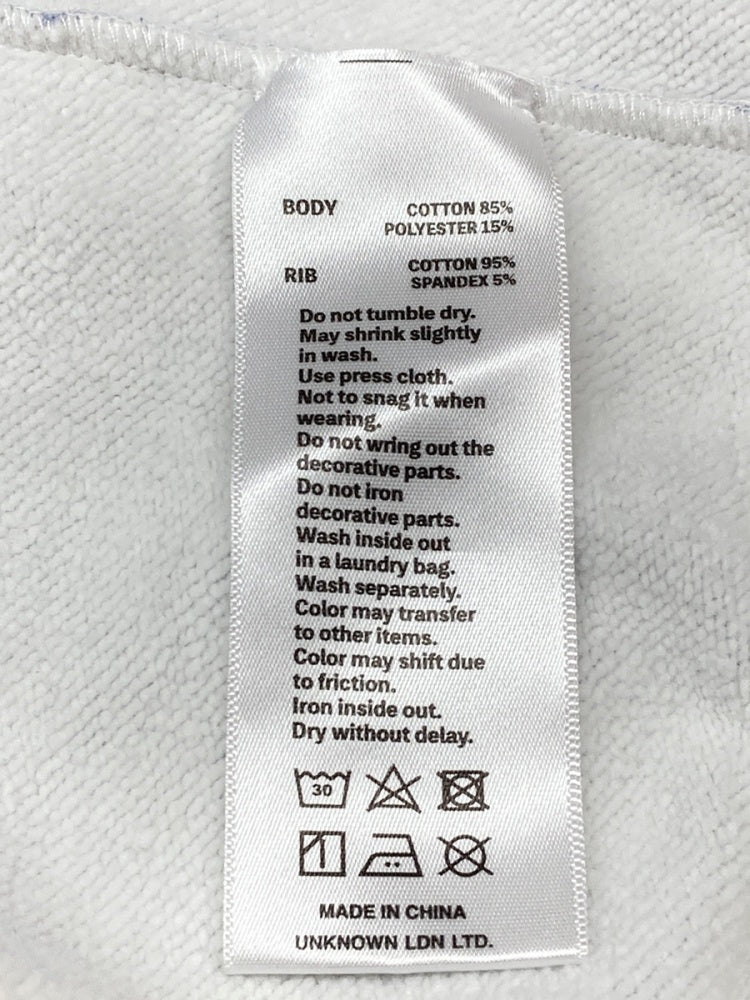 BODY COTTON 85%
POLYESTER 15%
RIB COTTON 95%
SPANDEX 5%
Do not tumble dry.
May shrink slightly
in wash.
Use press cloth.
Not to snag it when
wearing.
Do not wring out the
decorative parts.
Do not iron
decorative parts.
Wash inside out
in a laundry bag.
Wash separately.
Color may transfer
to other items.
Color may shift due
to friction.
Iron inside out.
Dry without delay.
30
MADE IN CHINA
UNKNOWN LDN LTD.